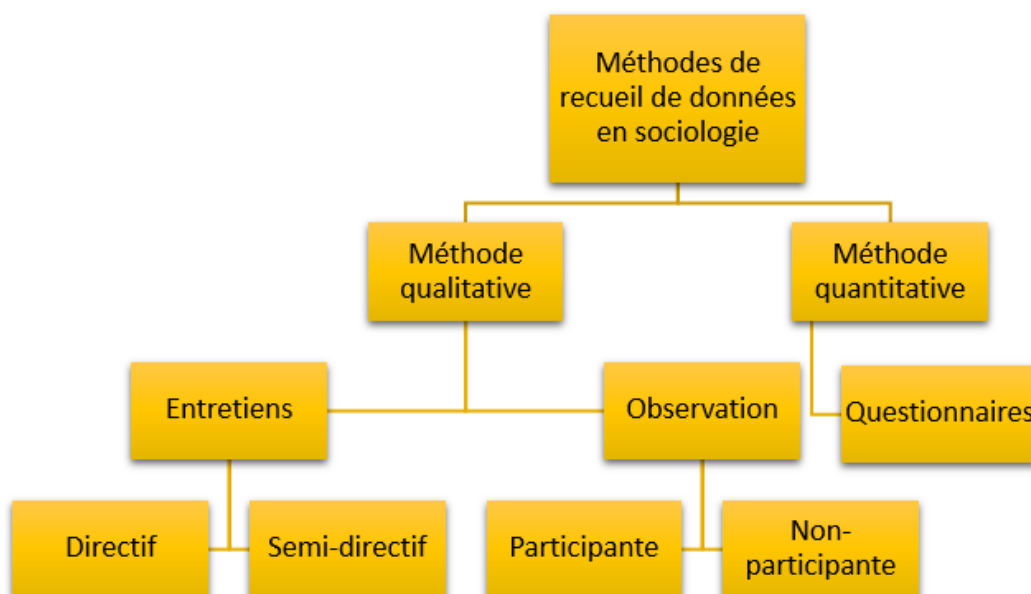 Méthodes de
recueil de données
en sociologie
Méthode
qualitative
Méthode
quantitative
Entretiens
Observation
Questionnaires
Directif
Semi-directif
Participante
Non-
participante